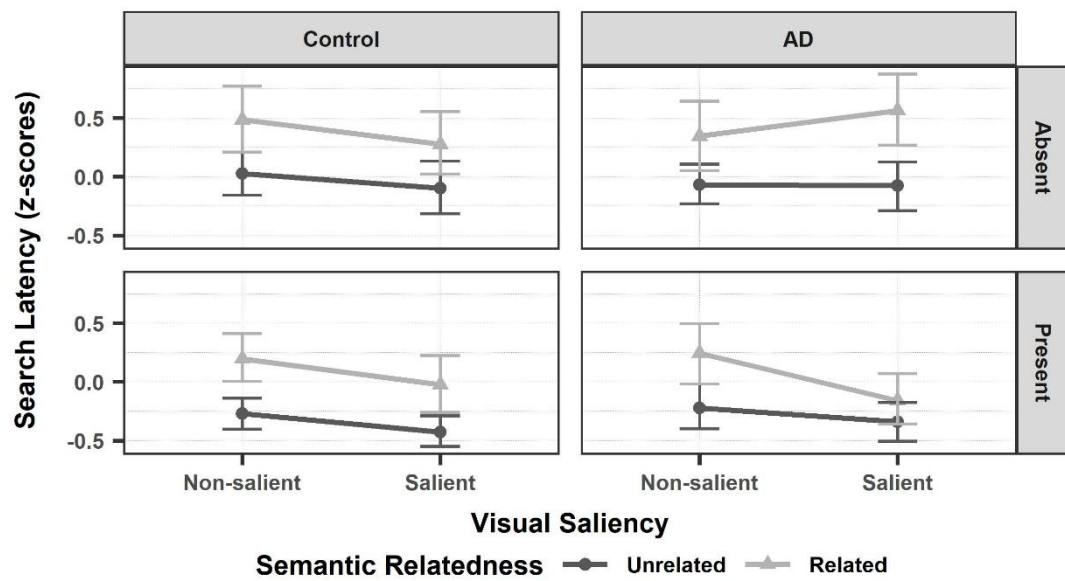 Control
AD
Search Latency (z-scores)
0.5
0.0
-0.5
Absent
0.5
0.0
-0.5
Present
Non-salient
Salient
Non-salient
Salient
Visual Saliency
Semantic Relatedness Unrelated Related